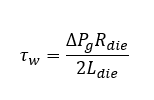 τ_w = ΔP_g R_die / 2L_die